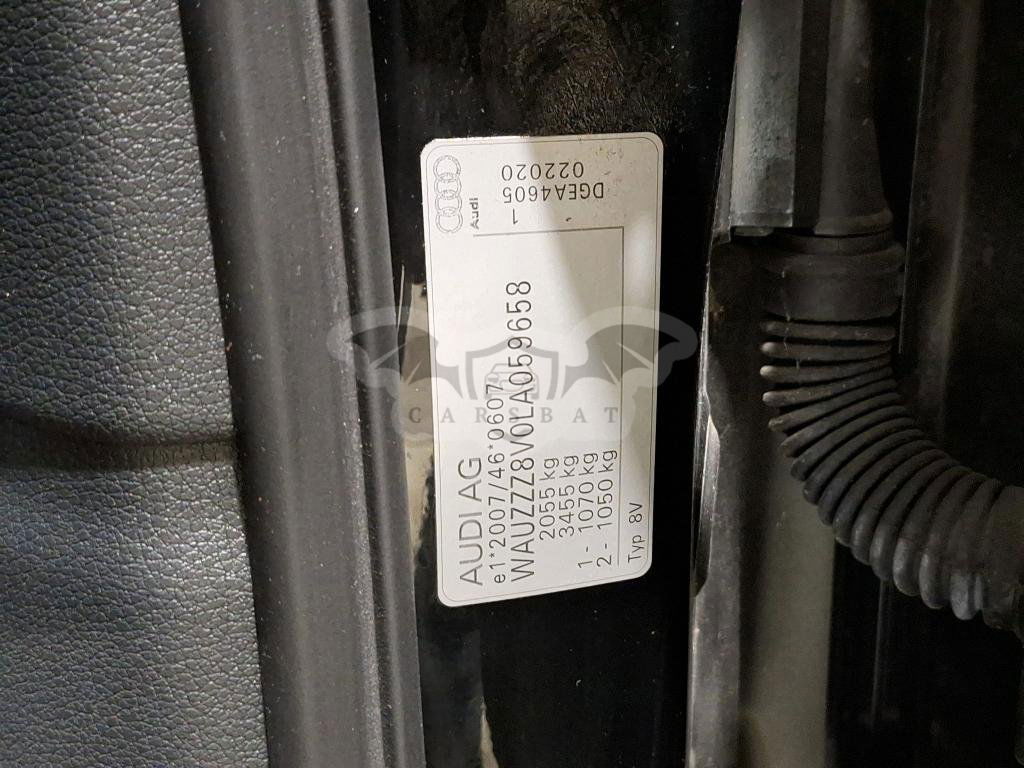 AUDI AG
e1*2007/46*0607
WAUZZZ8V0LA059658
2055 kg
3455 kg
1 - 1070 kg
2 - 1050 kg
Typ 8V
Audi
1
DGEA4605
022020
CARSBAT